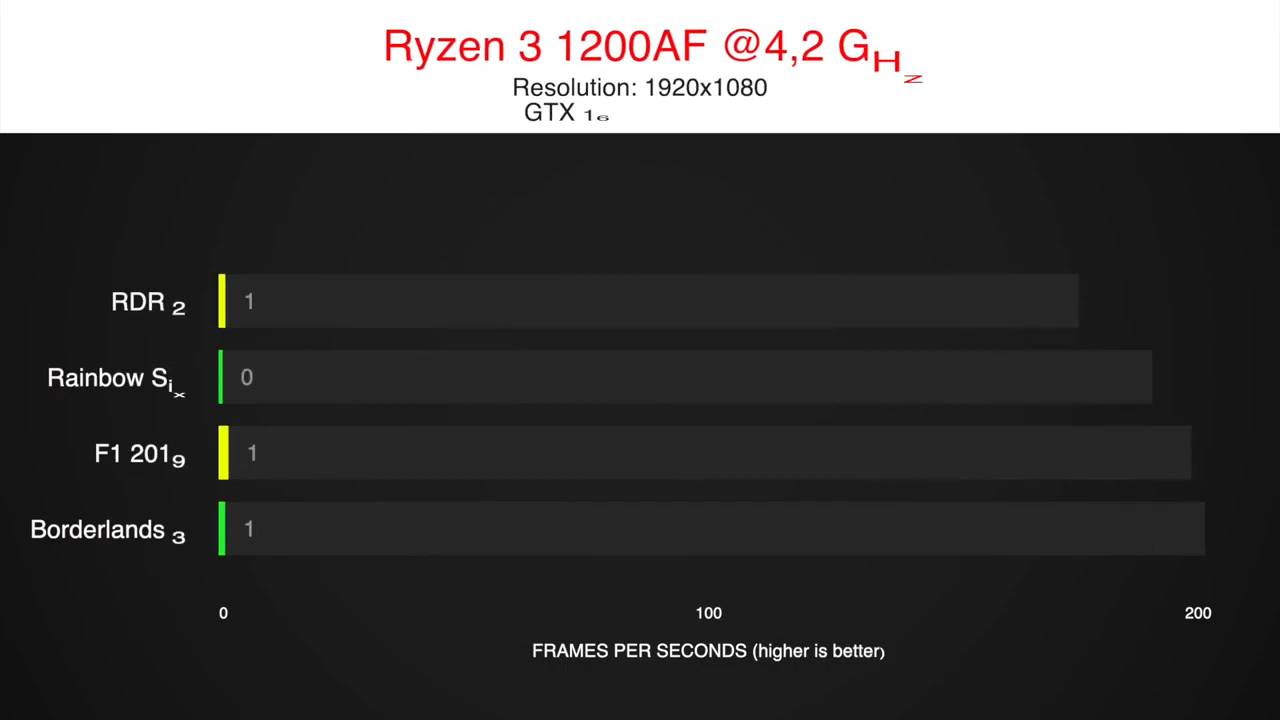 Ryzen 3 1200AF @4,2 GHz
Resolution: 1920x1080
GTX 16
RDR 2
1
Rainbow Six
0
F1 2019
1
Borderlands 3
1
0 100 200
FRAMES PER SECONDS (higher is better)